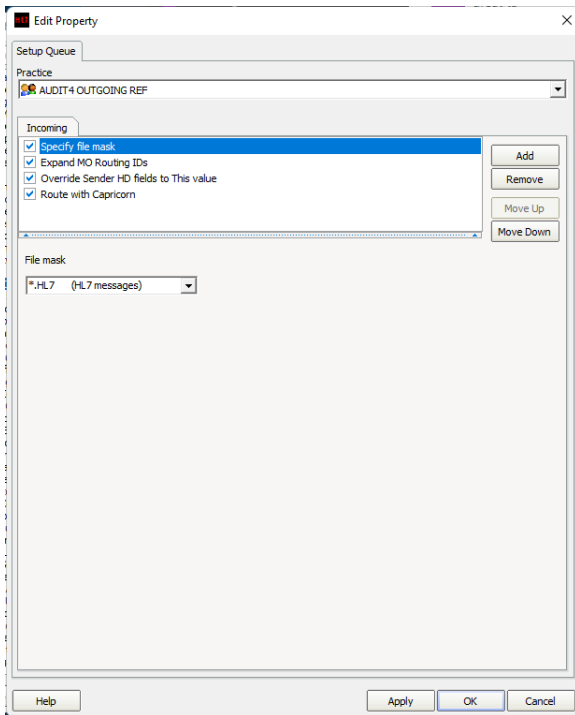 HL7 Edit Property
Setup Queue
Practice
AUDIT4 OUTGOING REF
Incoming
Specify file mask
Expand MO Routing IDs
Override Sender HD fields to This value
Route with Capricorn
Add
Remove
Move Up
Move Down
File mask
*.HL7 (HL7 messages)
Help Apply OK Cancel